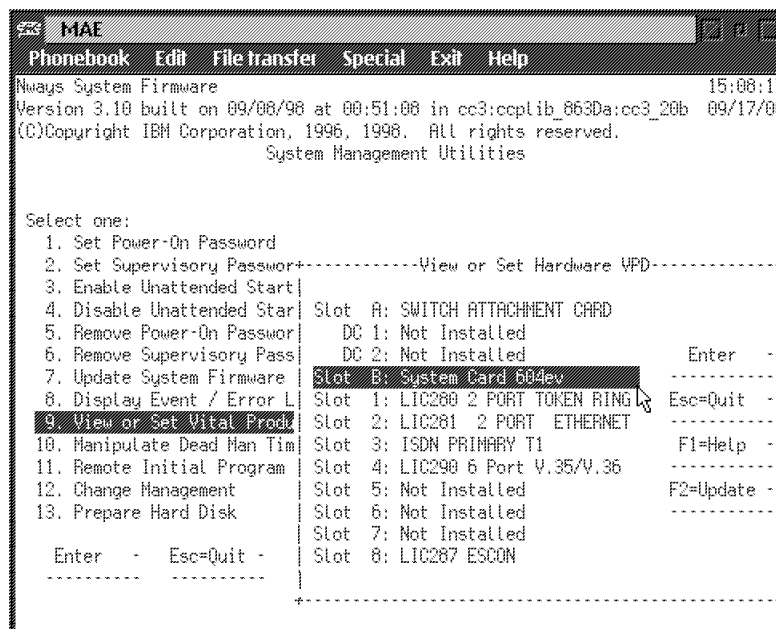 MAE
Phonebook Edit File transfer Special Exit Help
Nways System Firmware 15:08:1
Version 3.10 built on 09/08/98 at 00:51:08 in cc3:ccplib_863Da:cc3_20b 09/17/0
(C)Copyright IBM Corporation, 1996, 1998. All rights reserved.
System Management Utilities
Select one:
1. Set Power-On Password
2. Set Supervisory Passwor
3. Enable Unattended Start
4. Disable Unattended Star
5. Remove Power-On Passwor
6. Remove Supervisory Pass
7. Update System Firmware
8. Display Event / Error L
9. View or Set Vital Produ
10. Manipulate Dead Man Tim
11. Remote Initial Program
12. Change Management
13. Prepare Hard Disk
Enter - Esc=Quit -
View or Set Hardware VPD
Slot A: SWITCH ATTACHMENT CARD
DC 1: Not Installed
DC 2: Not Installed
Slot B: System Card 604ev
Slot 1: LIC280 2 PORT TOKEN RING
Slot 2: LIC281 2 PORT ETHERNET
Slot 3: ISDN PRIMARY T1
Slot 4: LIC290 6 Port V.35/V.36
Slot 5: Not Installed
Slot 6: Not Installed
Slot 7: Not Installed
Slot 8: LIC287 ESCON
Enter -
Esc=Quit -
F1=Help -
F2=Update -